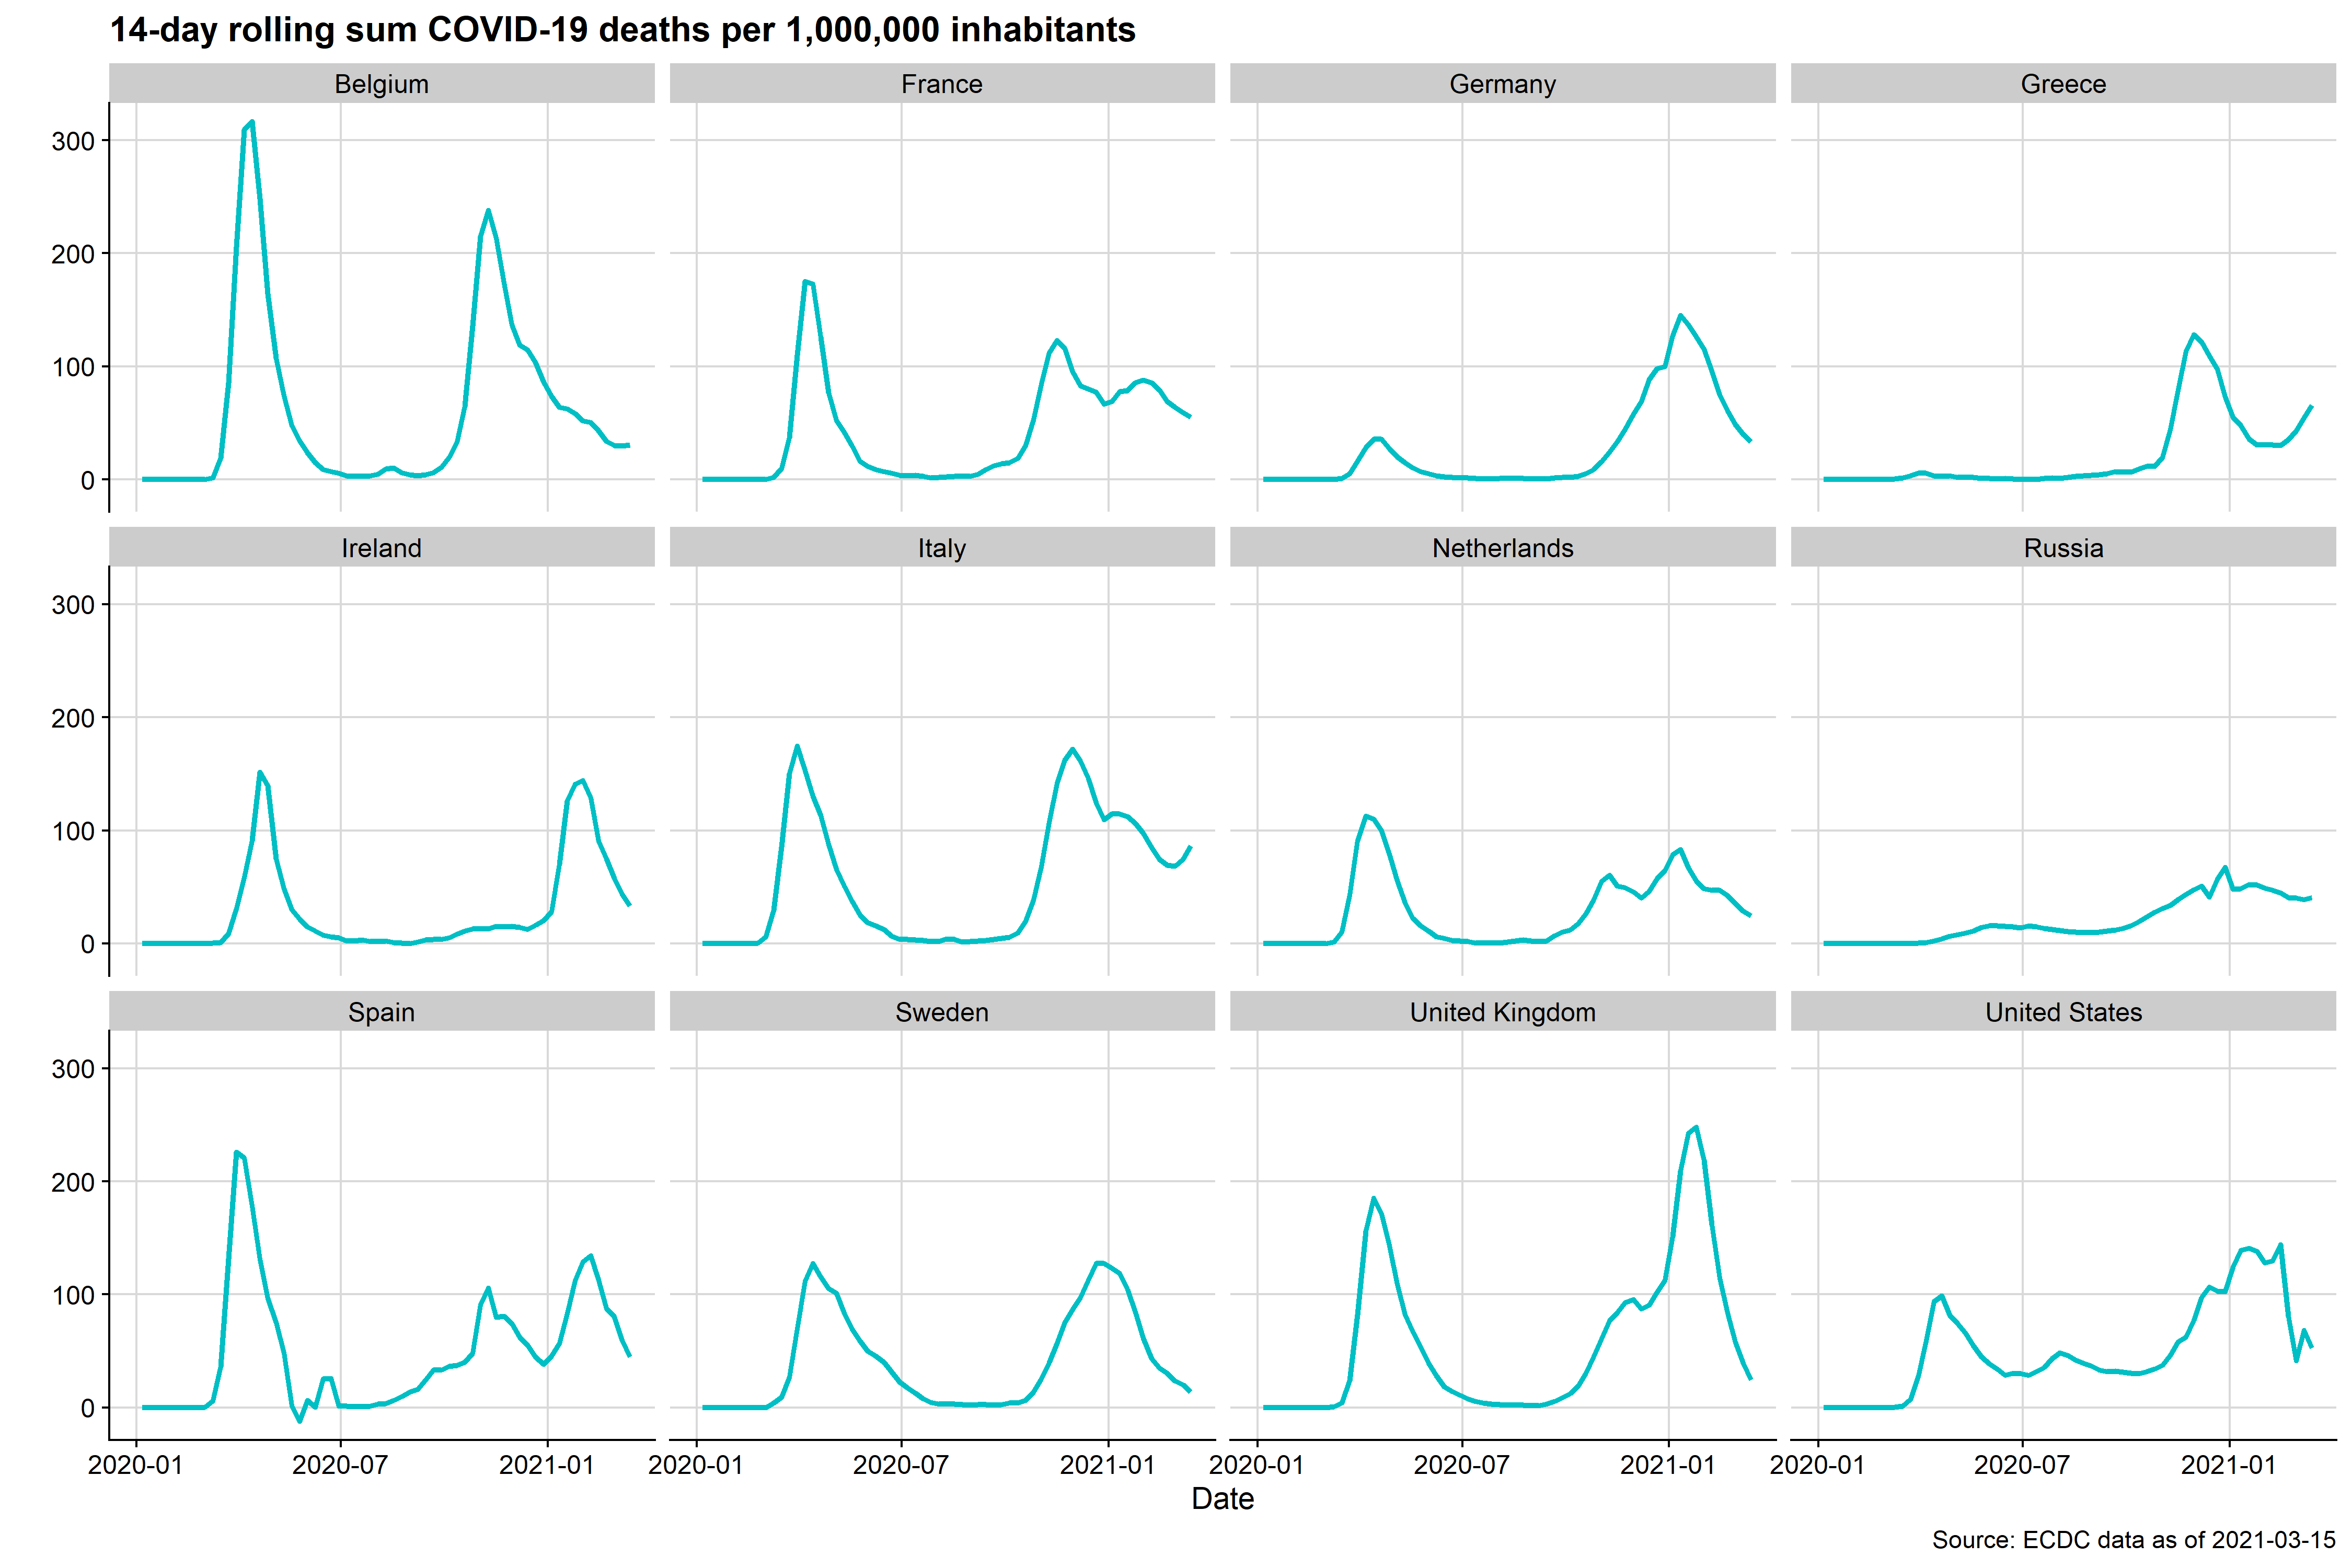 14-day rolling sum COVID-19 deaths per 1,000,000 inhabitants
Belgium France Germany Greece
300
200
100
0
Ireland Italy Netherlands Russia
300
200
100
0
Spain Sweden United Kingdom United States
300
200
100
0
2020-01 2020-07 2021-01 2020-01 2020-07 2021-01 2020-01 2020-07 2021-01 2020-01 2020-07 2021-01
Date
Source: ECDC data as of 2021-03-15